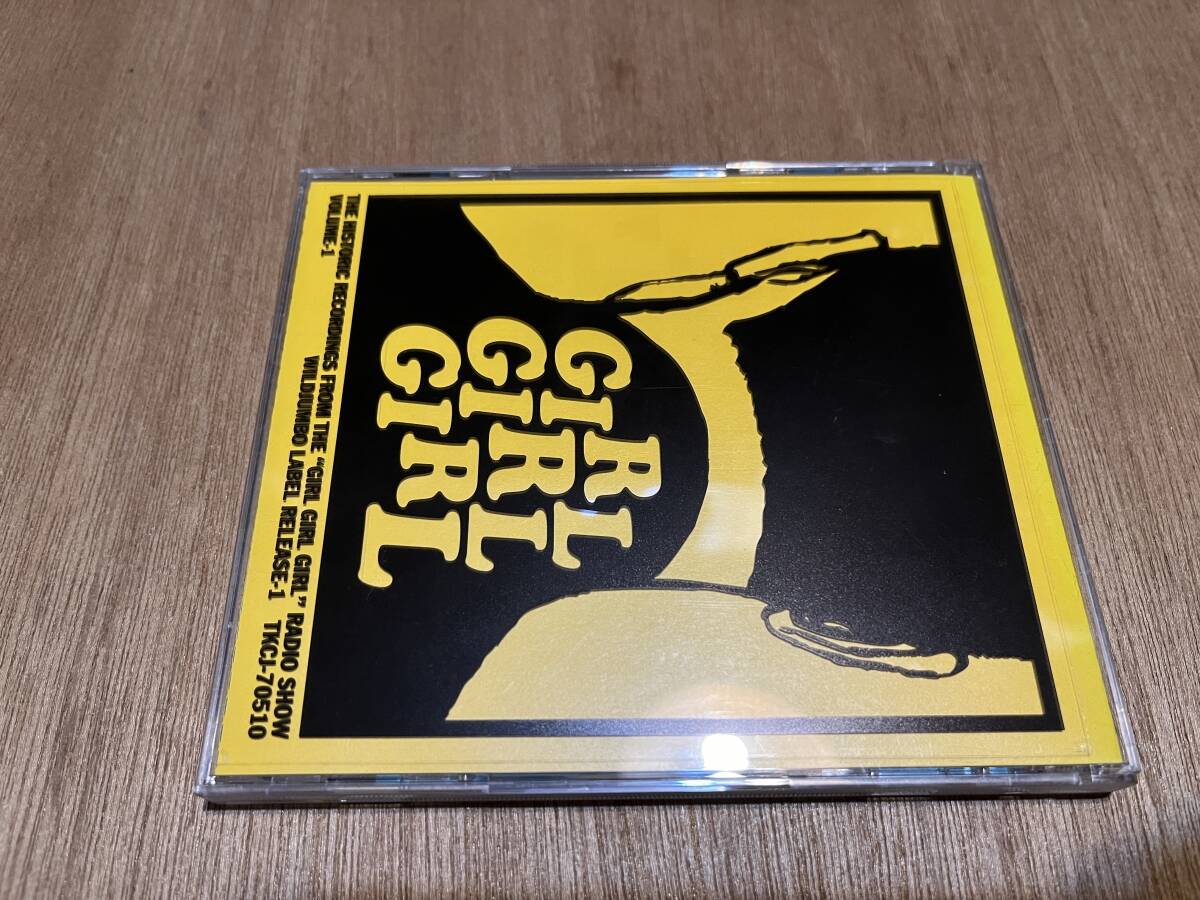 GIRL
GIRL
GIRL
THE HISTORIC RECORDINGS FROM THE “GIRL GIRL GIRL” RADIO SHOW
VOLUME-1 WILDJUMBO LABEL RELEASE-1 TKCJ-70510